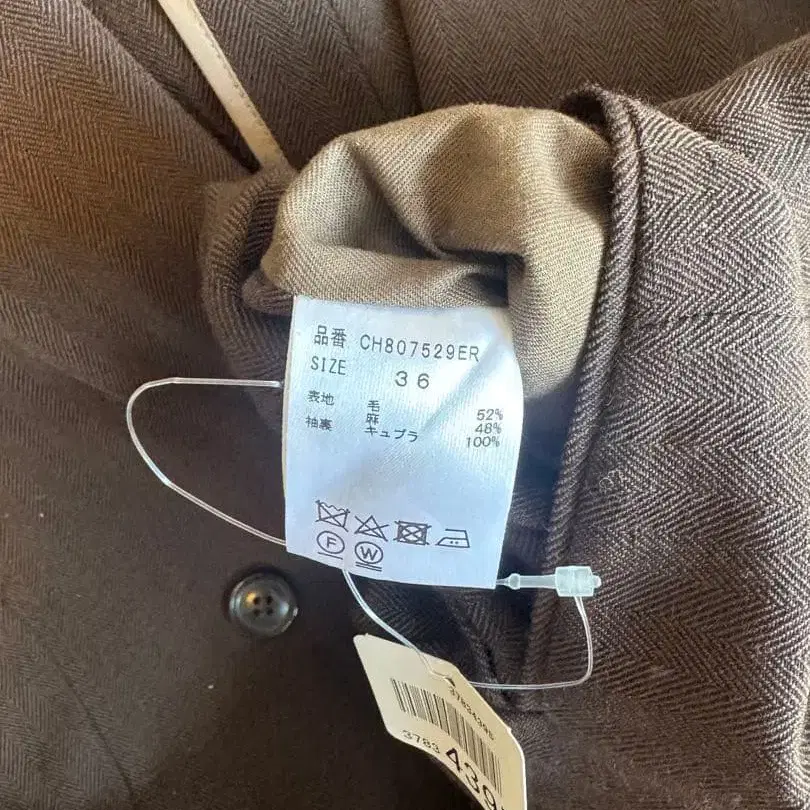 品番 CH807529ER
SIZE 36
表地 毛 52%
麻 48%
袖裏 キュプラ 100%
F W
3783 439